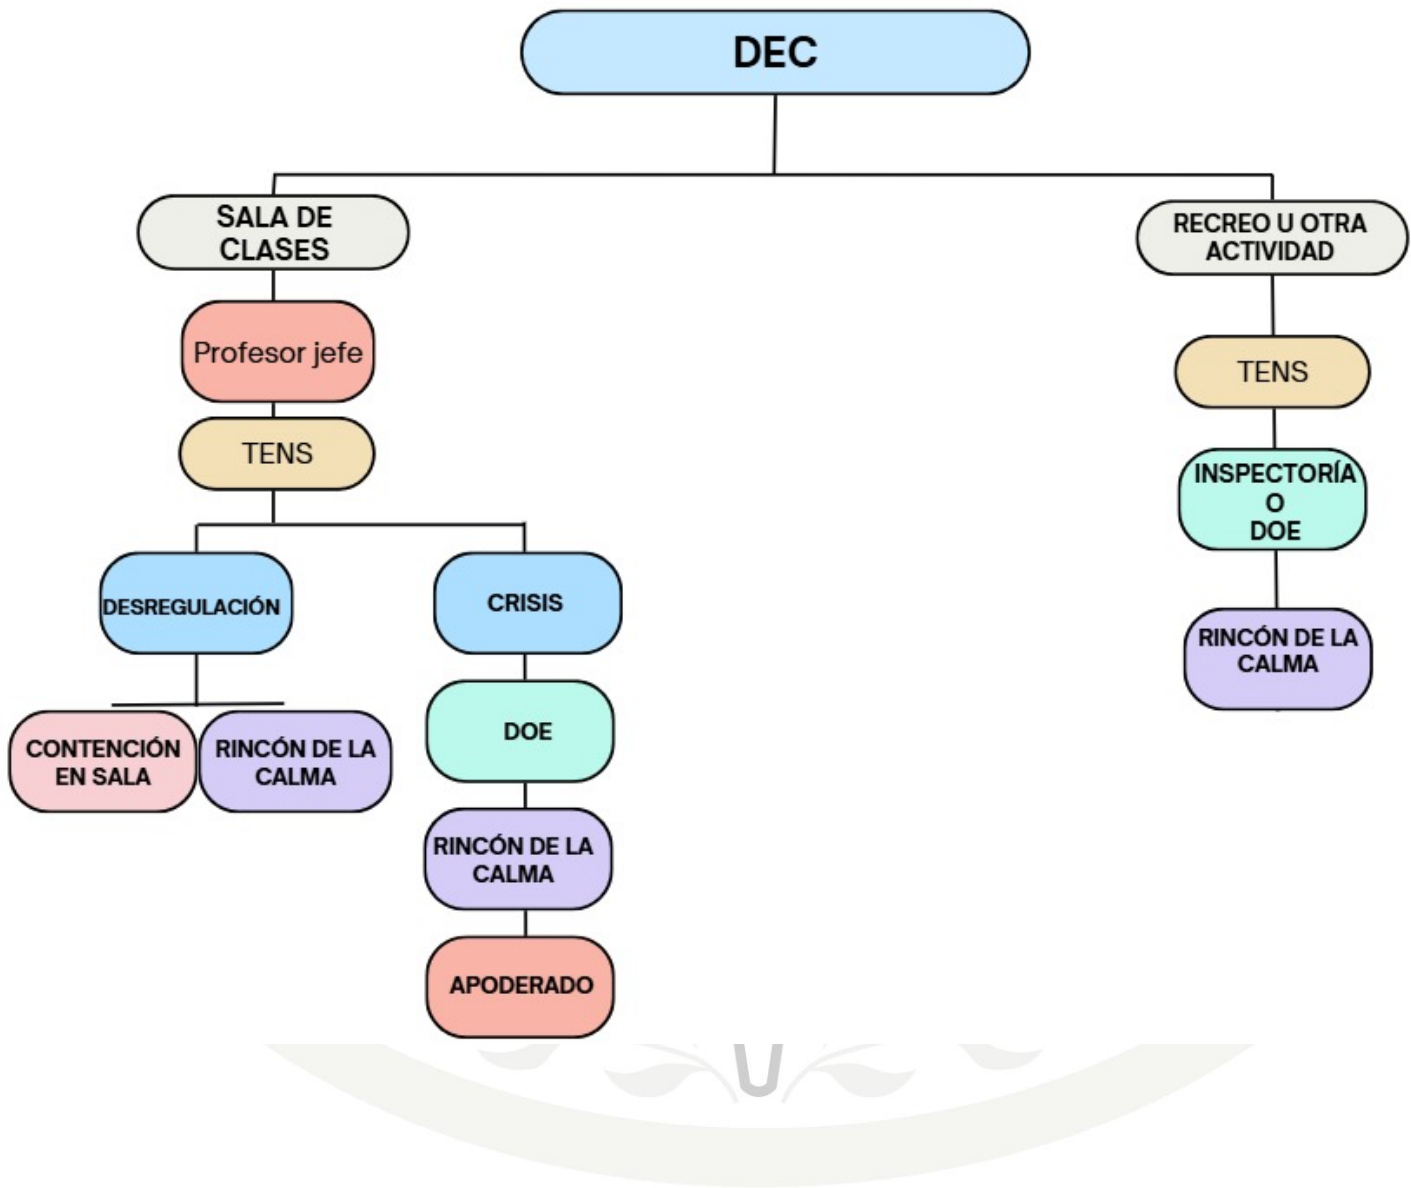 DEC
SALA DE
CLASES
RECREO U OTRA
ACTIVIDAD
Profesor jefe
TENS
TENS
INSPECTORÍA
O
DOE
DESREGULACIÓN
CRISIS
RINCÓN DE LA
CALMA
DOE
CONTENCIÓN
EN SALA
RINCÓN DE LA
CALMA
RINCÓN DE LA
CALMA
APODERADO